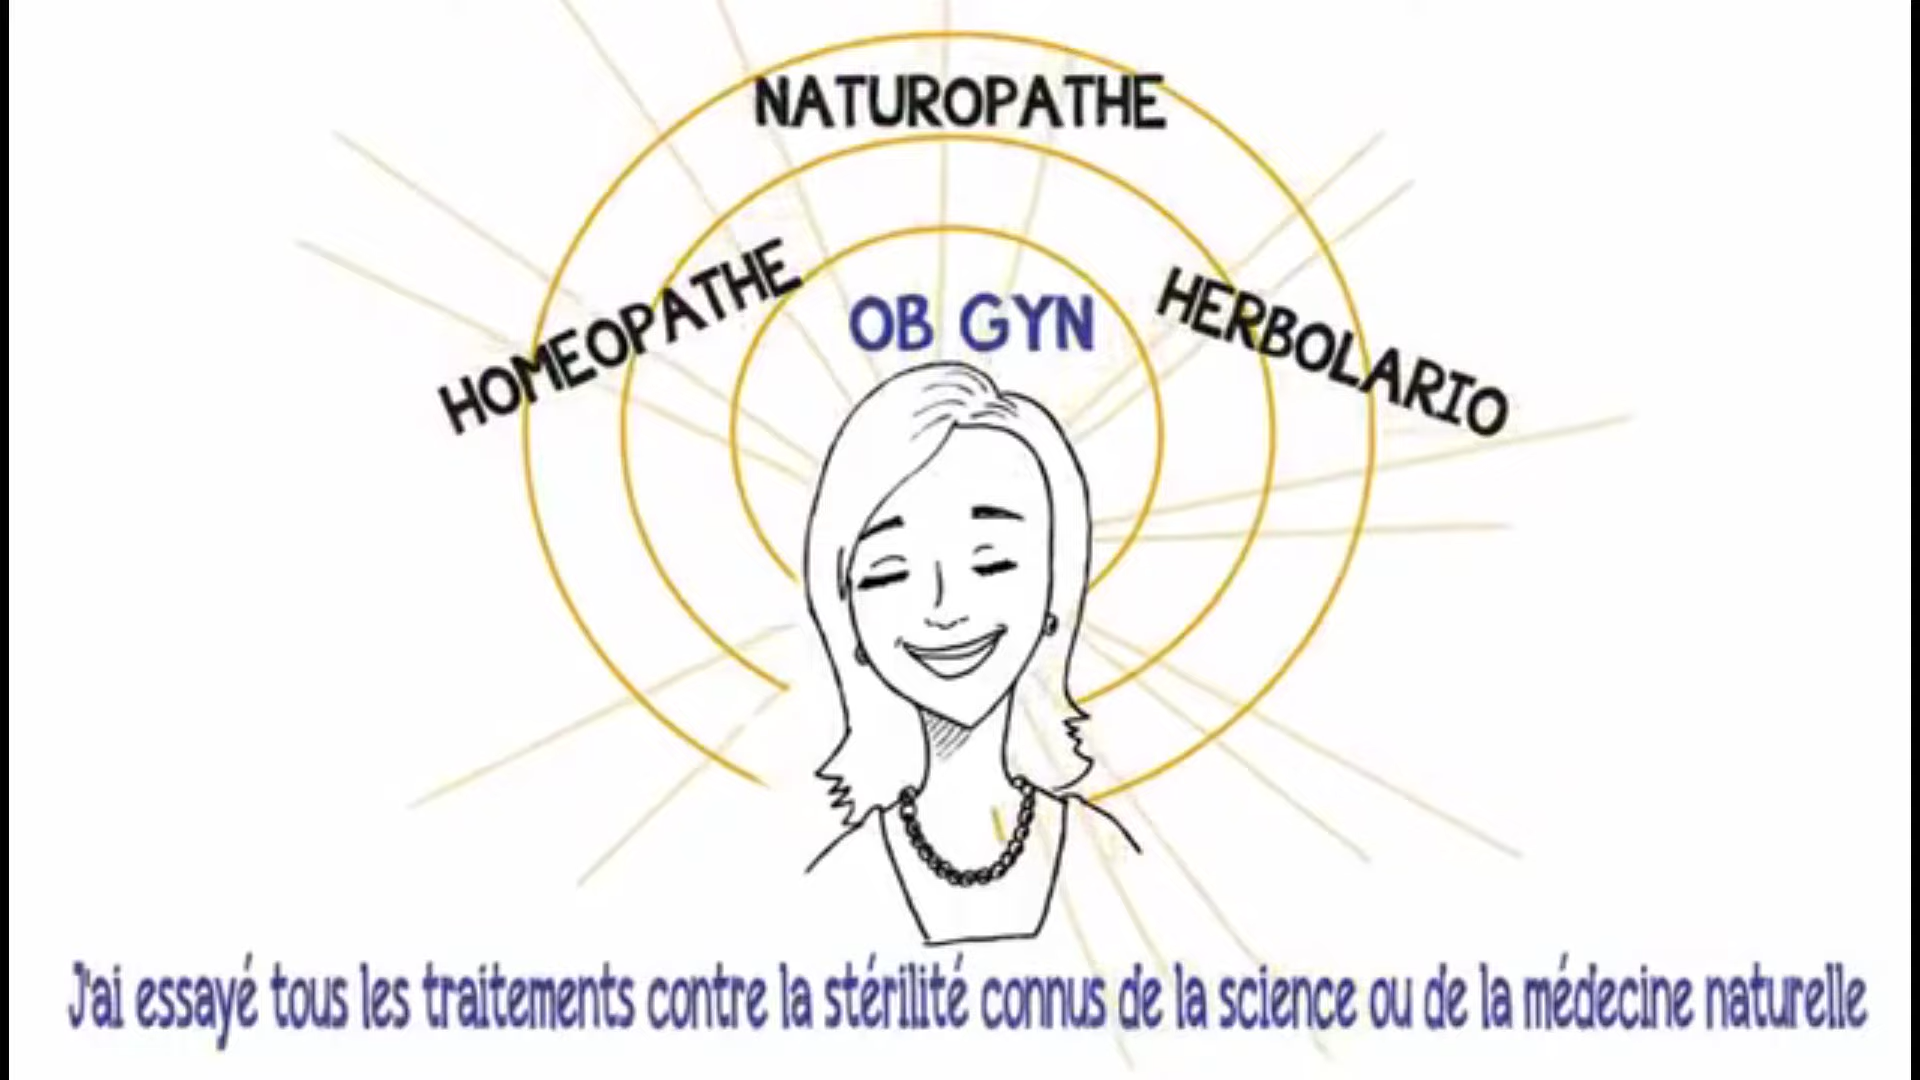 NATUROPATHE
HOMEOPATHE
OB GYN
HERBOLARIO
J'ai essayé tous les traitements contre la stérilité connus de la science ou de la médecine naturelle